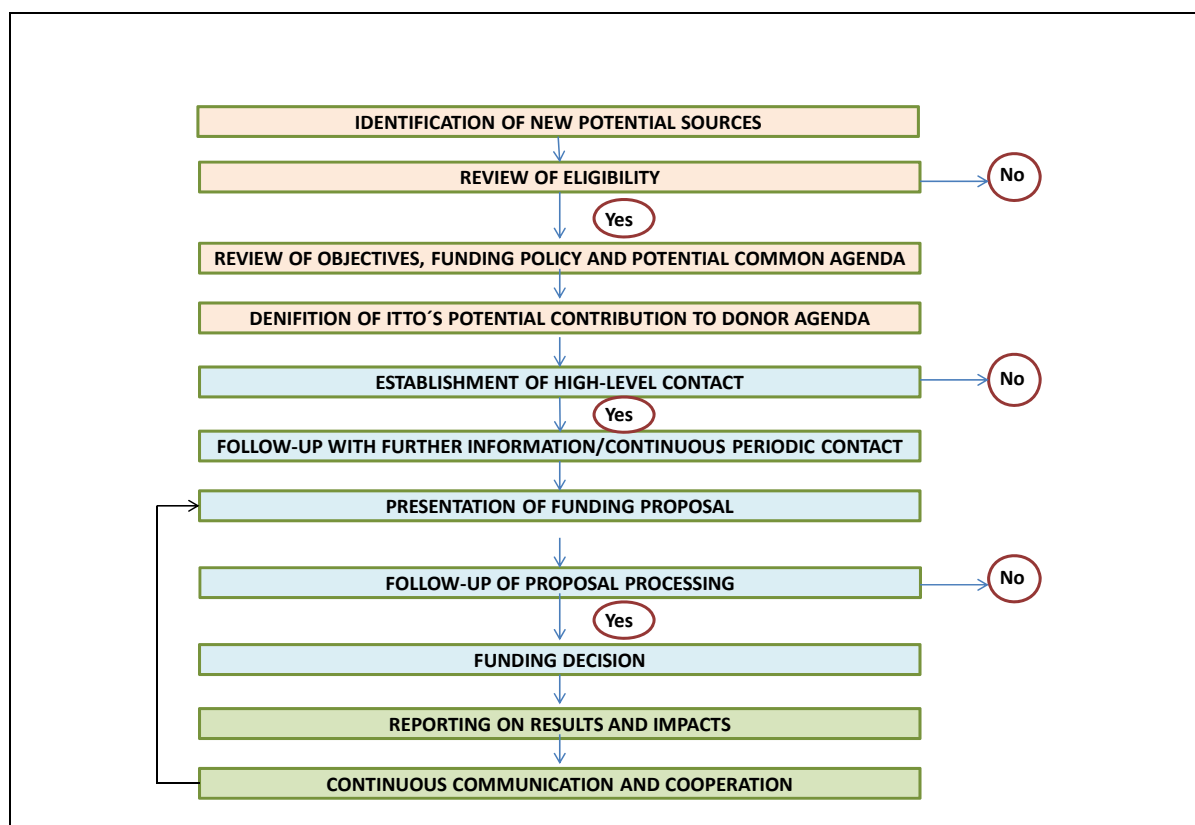 IDENTIFICATION OF NEW POTENTIAL SOURCES
REVIEW OF ELIGIBILITY
No
Yes
REVIEW OF OBJECTIVES, FUNDING POLICY AND POTENTIAL COMMON AGENDA
DENIFITION OF ITTO´S POTENTIAL CONTRIBUTION TO DONOR AGENDA
ESTABLISHMENT OF HIGH-LEVEL CONTACT
No
Yes
FOLLOW-UP WITH FURTHER INFORMATION/CONTINUOUS PERIODIC CONTACT
PRESENTATION OF FUNDING PROPOSAL
FOLLOW-UP OF PROPOSAL PROCESSING
No
Yes
FUNDING DECISION
REPORTING ON RESULTS AND IMPACTS
CONTINUOUS COMMUNICATION AND COOPERATION